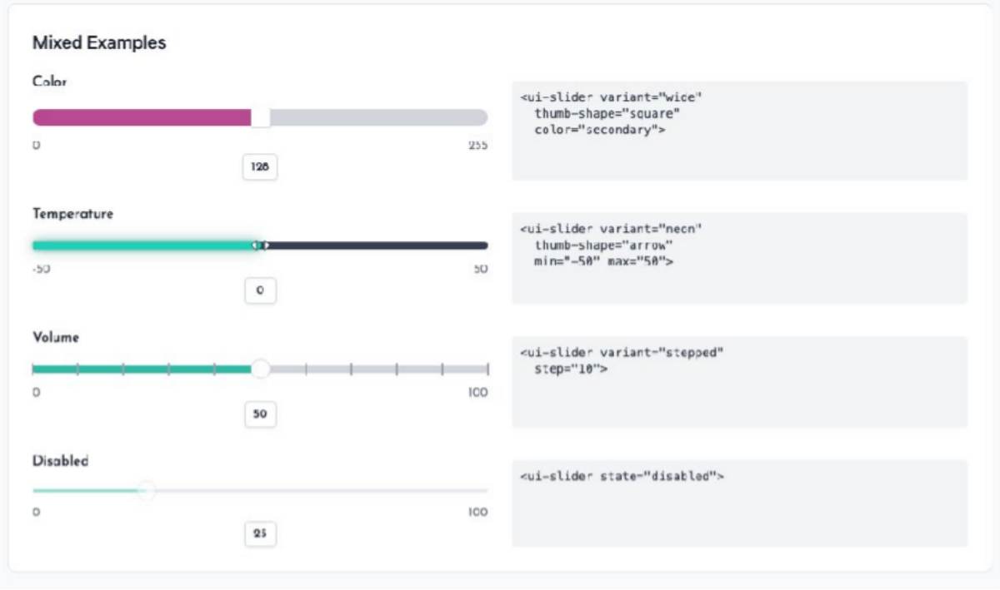 Mixed Examples
Color
0 255
128
<ui-slider variant="wide"
thumb-shape="square"
color="secondary">
Temperature
-50 50
0
<ui-slider variant="neon"
thumb-shape="arrow"
min="-50" max="50">
Volume
0 100
50
<ui-slider variant="stepped"
step="10">
Disabled
0 100
25
<ui-slider state="disabled">